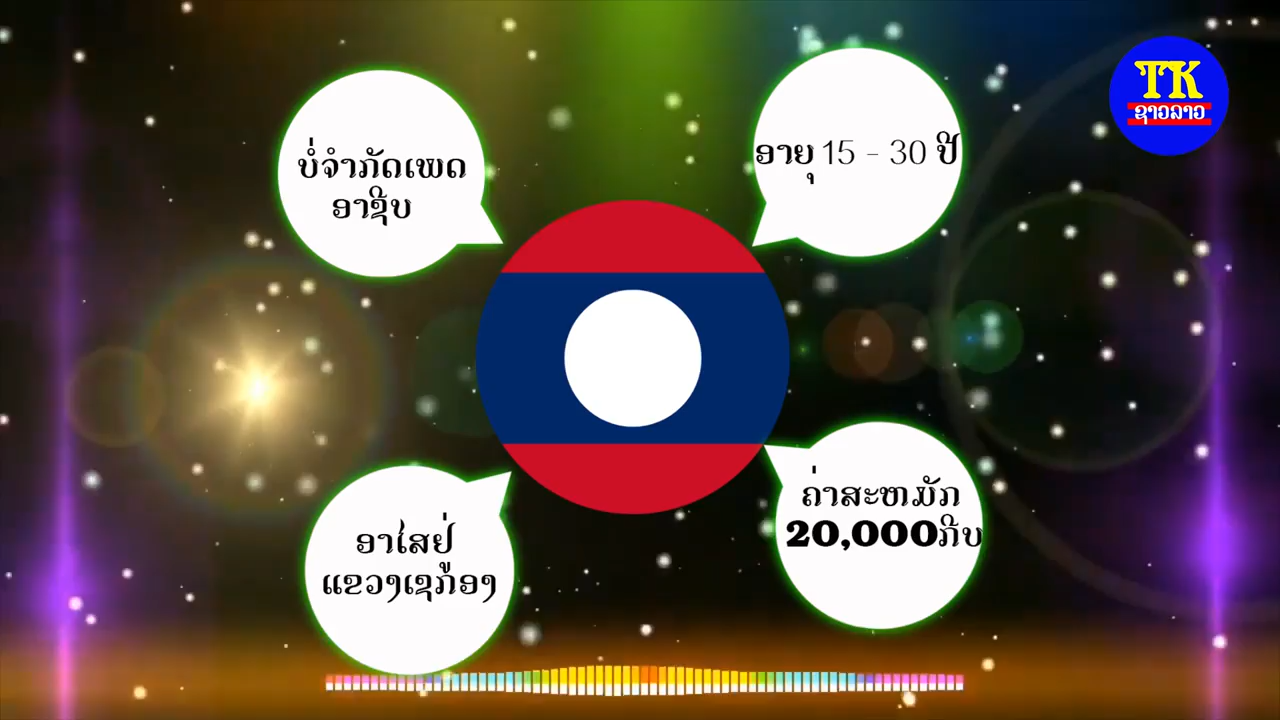 ບໍ່ຈຳກັດເພດ
ອາຊີບ
ອາຍຸ 15 - 30 ປີ
TK
ຊາວລາວ
ອາໄສຢູ່
ແຂວງເຊກອງ
ຄ່າສະຫມັກ
20,000ກີບ